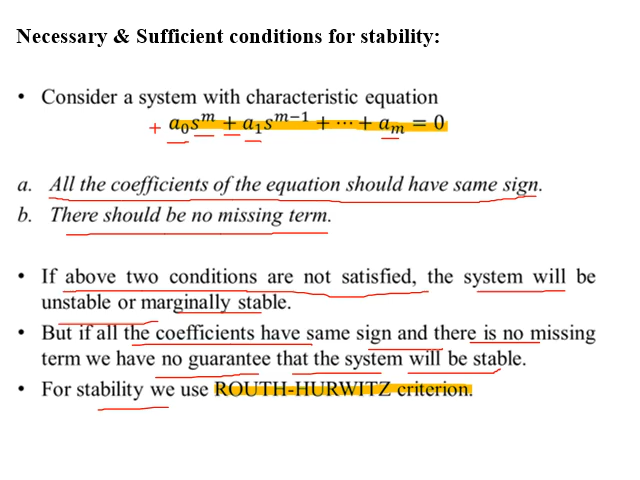 Necessary & Sufficient conditions for stability:
• Consider a system with characteristic equation
+ a₀sᵐ + a₁sᵐ⁻¹ + ⋯ + aₘ = 0
a. All the coefficients of the equation should have same sign.
b. There should be no missing term.
• If above two conditions are not satisfied, the system will be
unstable or marginally stable.
• But if all the coefficients have same sign and there is no missing
term we have no guarantee that the system will be stable.
• For stability we use ROUTH-HURWITZ criterion.